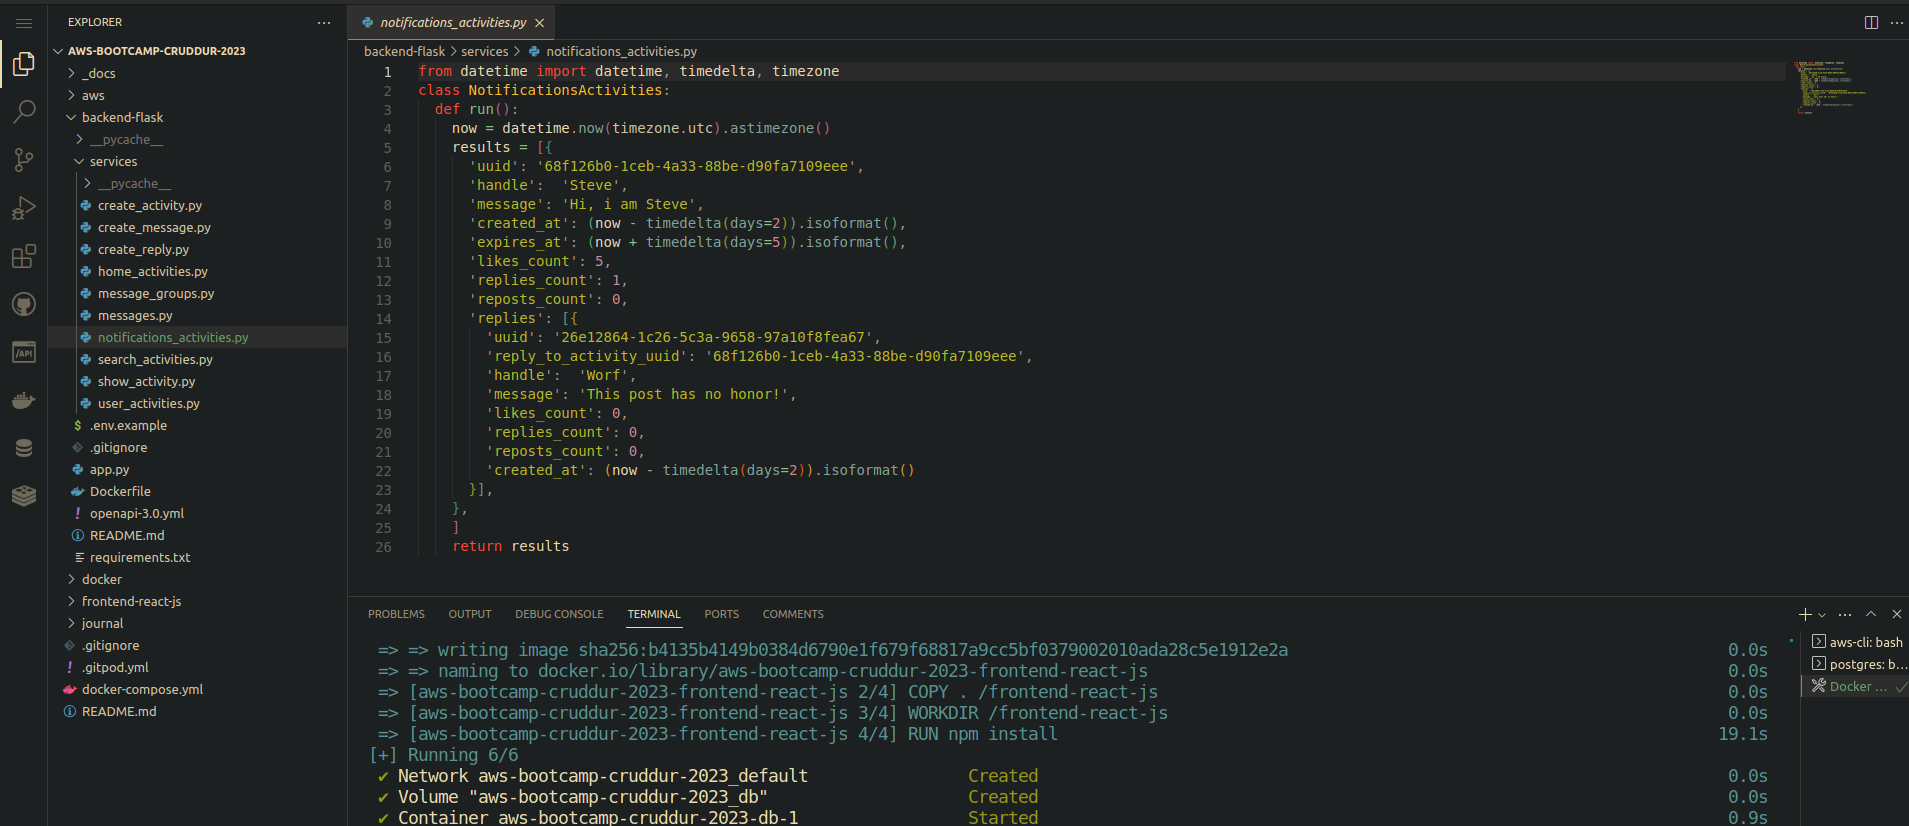 EXPLORER
AWS-BOOTCAMP-CRUDDUR-2023
_docs
aws
backend-flask
__pycache__
services
__pycache__
create_activity.py
create_message.py
create_reply.py
home_activities.py
message_groups.py
messages.py
notifications_activities.py
search_activities.py
show_activity.py
user_activities.py
.env.example
.gitignore
app.py
Dockerfile
openapi-3.0.yml
README.md
requirements.txt
docker
frontend-react-js
journal
.gitignore
.gitpod.yml
docker-compose.yml
README.md
notifications_activities.py
backend-flask > services > notifications_activities.py
1 from datetime import datetime, timedelta, timezone
2 class NotificationsActivities:
3 def run():
4 now = datetime.now(timezone.utc).astimezone()
5 results = [{
6 'uuid': '68f126b0-1ceb-4a33-88be-d90fa7109eee',
7 'handle':  'Steve',
8 'message': 'Hi, i am Steve',
9 'created_at': (now - timedelta(days=2)).isoformat(),
10 'expires_at': (now + timedelta(days=5)).isoformat(),
11 'likes_count': 5,
12 'replies_count': 1,
13 'reposts_count': 0,
14 'replies': [{
15 'uuid': '26e12864-1c26-5c3a-9658-97a10f8fea67',
16 'reply_to_activity_uuid': '68f126b0-1ceb-4a33-88be-d90fa7109eee',
17 'handle':  'Worf',
18 'message': 'This post has no honor!',
19 'likes_count': 0,
20 'replies_count': 0,
21 'reposts_count': 0,
22 'created_at': (now - timedelta(days=2)).isoformat()
23 }],
24 },
25 ]
26 return results
PROBLEMS OUTPUT DEBUG CONSOLE TERMINAL PORTS COMMENTS
=> => writing image sha256:b4135b4149b0384d6790e1f679f68817a9cc5bf0379002010ada28c5e1912e2a 0.0s
=> => naming to docker.io/library/aws-bootcamp-cruddur-2023-frontend-react-js 0.0s
=> [aws-bootcamp-cruddur-2023-frontend-react-js 2/4] COPY . /frontend-react-js 0.0s
=> [aws-bootcamp-cruddur-2023-frontend-react-js 3/4] WORKDIR /frontend-react-js 0.0s
=> [aws-bootcamp-cruddur-2023-frontend-react-js 4/4] RUN npm install 19.1s
[+] Running 6/6
✔ Network aws-bootcamp-cruddur-2023_default Created 0.0s
✔ Volume "aws-bootcamp-cruddur-2023_db" Created 0.0s
✔ Container aws-bootcamp-cruddur-2023-db-1 Started 0.9s
aws-cli: bash
postgres: b...
Docker ...
/API